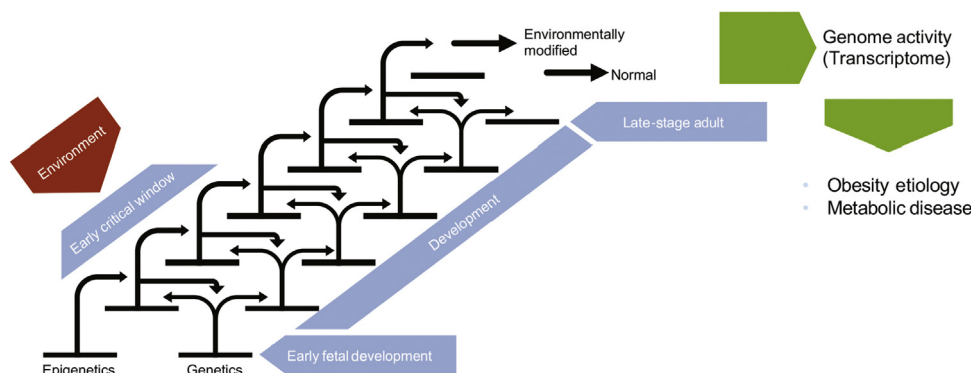 Environmentally
modified
Normal
Genome activity
(Transcriptome)
Environment
Early critical window
Late-stage adult
Development
• Obesity etiology
• Metabolic disease
Early fetal development
Epigenetics
Genetics